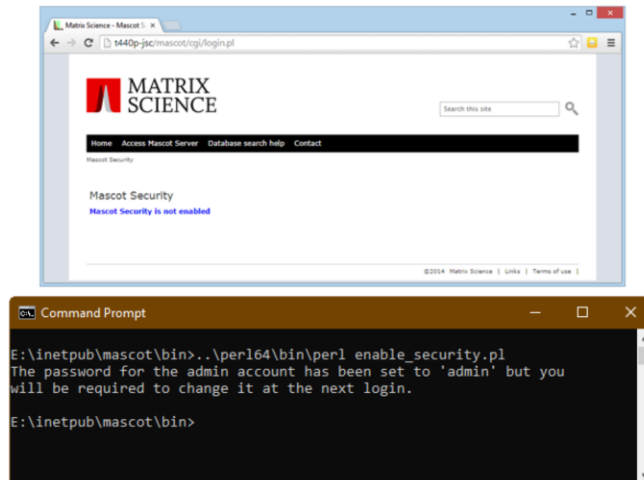 Matrix Science - Mascot S
t440p-jsc/mascot/cgi/login.pl
MATRIX
SCIENCE
Search this site
Home Access Mascot Server Database search help Contact
Mascot Security
Mascot Security
Mascot Security is not enabled
©2014 Matrix Science | Links | Terms of use |
Command Prompt
E:\inetpub\mascot\bin>..\perl64\bin\perl enable_security.pl
The password for the admin account has been set to 'admin' but you
will be required to change it at the next login.
E:\inetpub\mascot\bin>